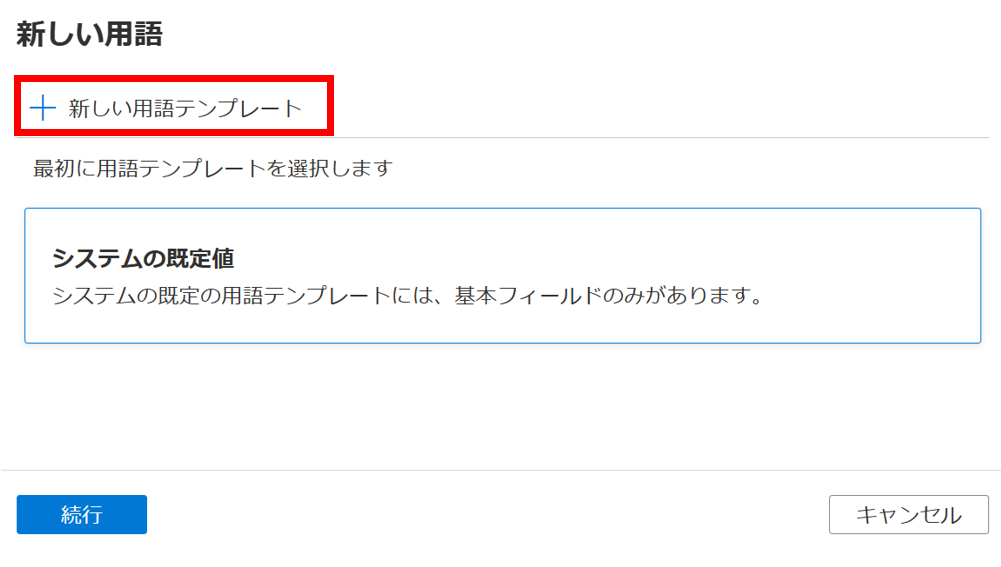 新しい用語
新しい用語テンプレート
最初に用語テンプレートを選択します
システムの既定値
システムの既定の用語テンプレートには、基本フィールドのみがあります。
続行
キャンセル